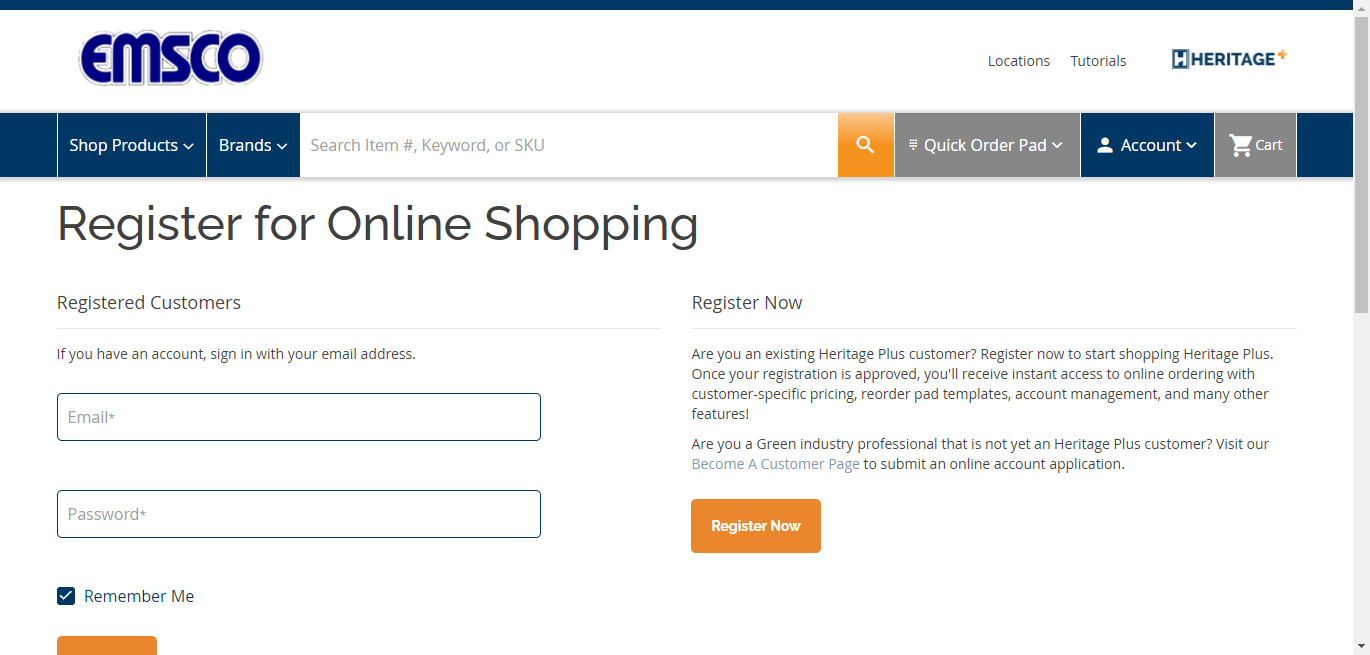 EMSCO
Locations
Tutorials
HERITAGE+
Shop Products
Brands
Search Item #, Keyword, or SKU
Quick Order Pad
Account
Cart
Register for Online Shopping
Registered Customers
If you have an account, sign in with your email address.
Email*
Password*
Remember Me
Register Now
Are you an existing Heritage Plus customer? Register now to start shopping Heritage Plus.
Once your registration is approved, you'll receive instant access to online ordering with
customer-specific pricing, reorder pad templates, account management, and many other
features!
Are you a Green industry professional that is not yet an Heritage Plus customer? Visit our
Become A Customer Page to submit an online account application.
Register Now